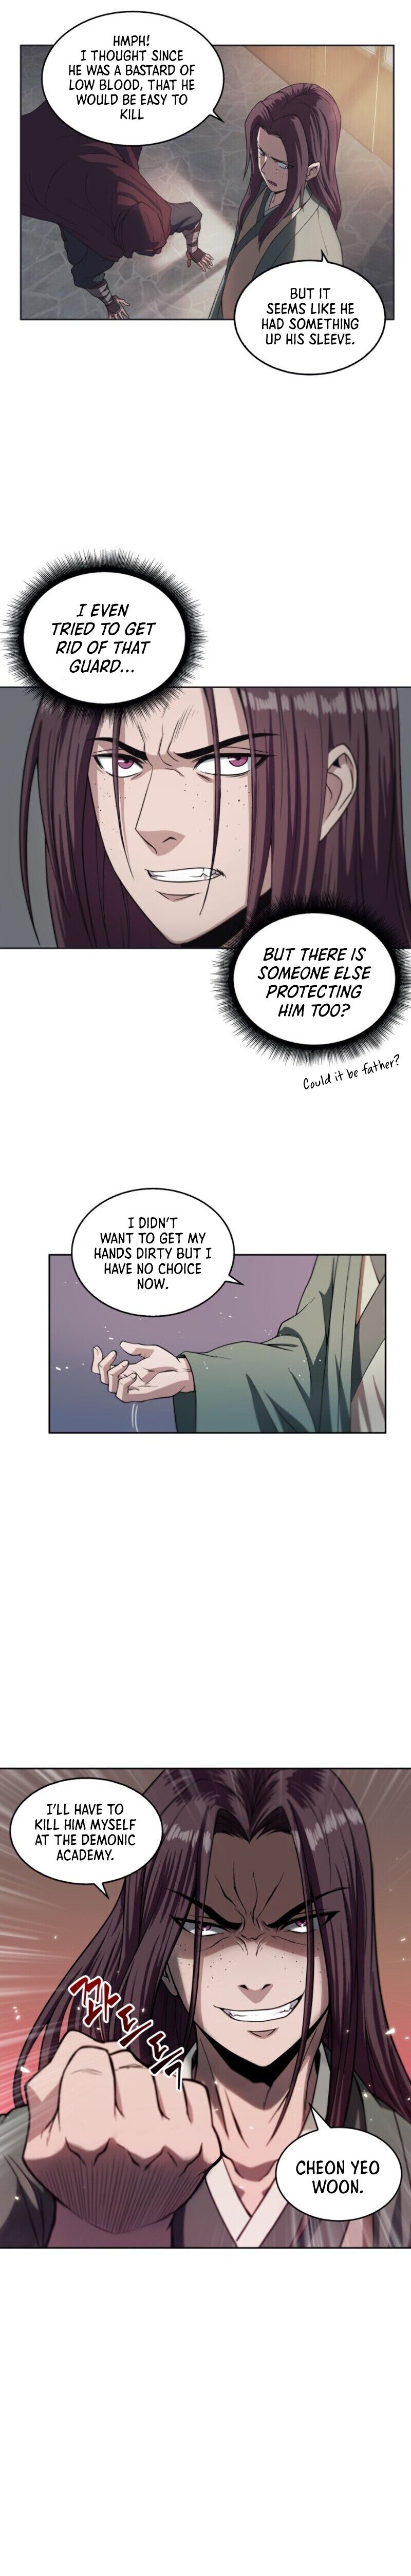 HMPH!
I THOUGHT SINCE
HE WAS A BASTARD OF
LOW BLOOD, THAT HE
WOULD BE EASY TO
KILL
BUT IT
SEEMS LIKE HE
HAD SOMETHING
UP HIS SLEEVE.
I EVEN
TRIED TO GET
RID OF THAT
GUARD...
BUT THERE IS
SOMEONE ELSE
PROTECTING
HIM TOO?
Could it be father?
I DIDN'T
WANT TO GET MY
HANDS DIRTY BUT I
HAVE NO CHOICE
NOW.
I'LL HAVE TO
KILL HIM MYSELF
AT THE DEMONIC
ACADEMY.
콰드득
CHEON YEO
WOON.